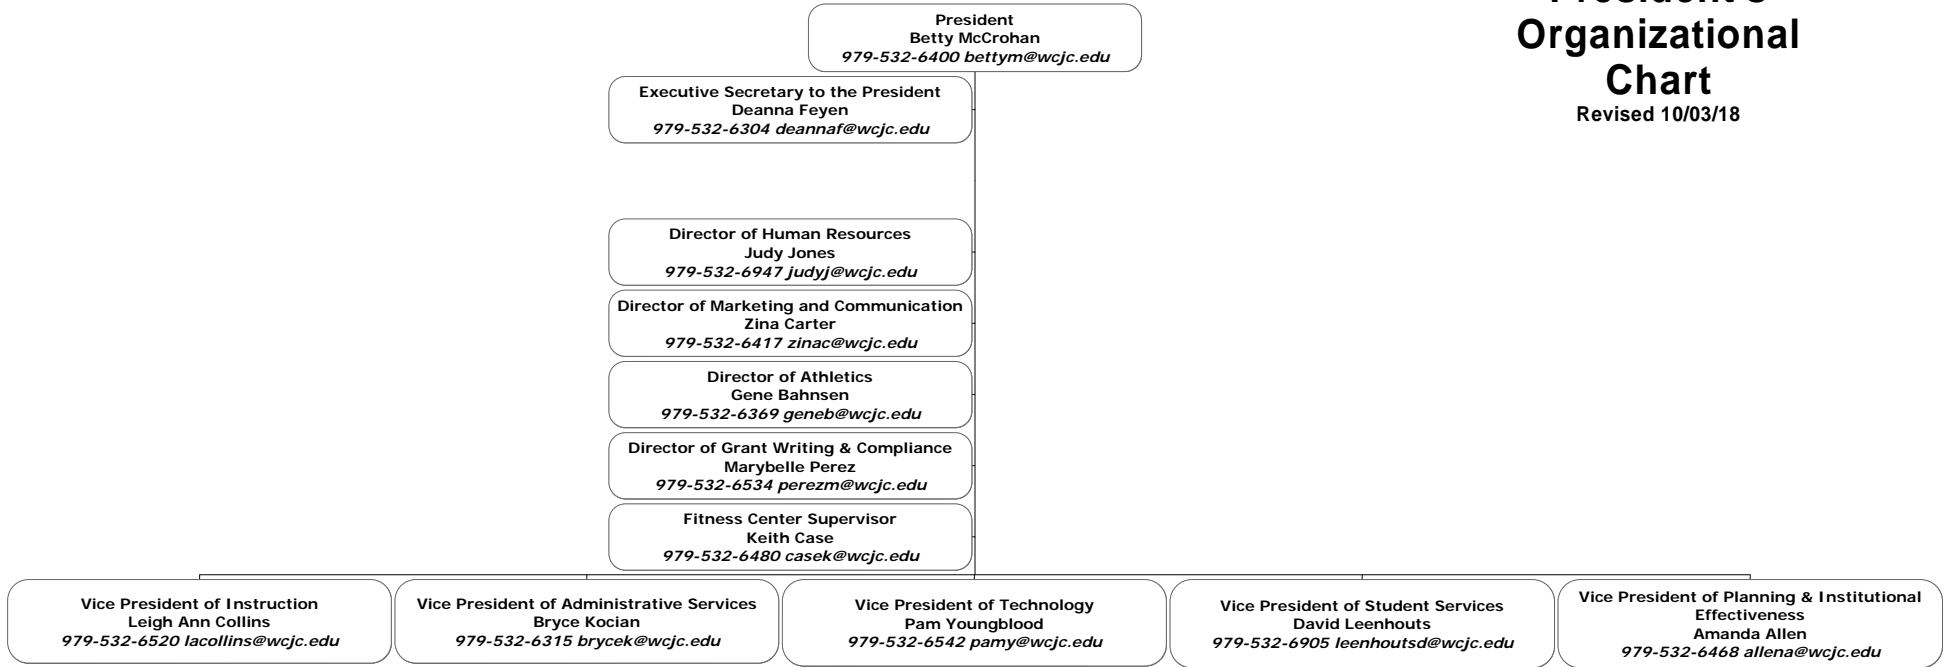 President's
Organizational
Chart
Revised 10/03/18
President
Betty McCrohan
979-532-6400 bettym@wcjc.edu
Executive Secretary to the President
Deanna Feyen
979-532-6304 deannaf@wcjc.edu
Director of Human Resources
Judy Jones
979-532-6947 judyj@wcjc.edu
Director of Marketing and Communication
Zina Carter
979-532-6417 zinac@wcjc.edu
Director of Athletics
Gene Bahnsen
979-532-6369 geneb@wcjc.edu
Director of Grant Writing & Compliance
Marybelle Perez
979-532-6534 perezm@wcjc.edu
Fitness Center Supervisor
Keith Case
979-532-6480 casek@wcjc.edu
Vice President of Instruction
Leigh Ann Collins
979-532-6520 lacollins@wcjc.edu
Vice President of Administrative Services
Bryce Kocian
979-532-6315 brycek@wcjc.edu
Vice President of Technology
Pam Youngblood
979-532-6542 pamy@wcjc.edu
Vice President of Student Services
David Leenhouts
979-532-6905 leenhoutsd@wcjc.edu
Vice President of Planning & Institutional
Effectiveness
Amanda Allen
979-532-6468 allena@wcjc.edu